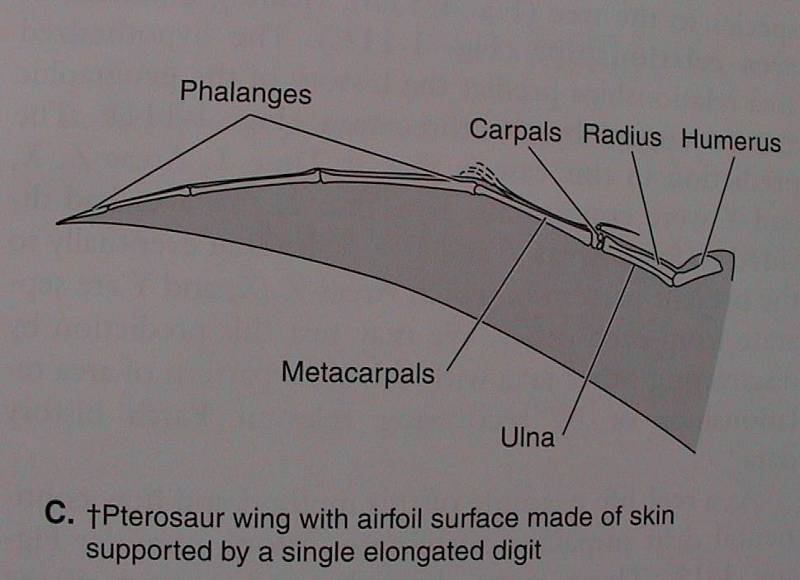 Phalanges
Carpals Radius Humerus
Metacarpals
Ulna
C. †Pterosaur wing with airfoil surface made of skin
supported by a single elongated digit